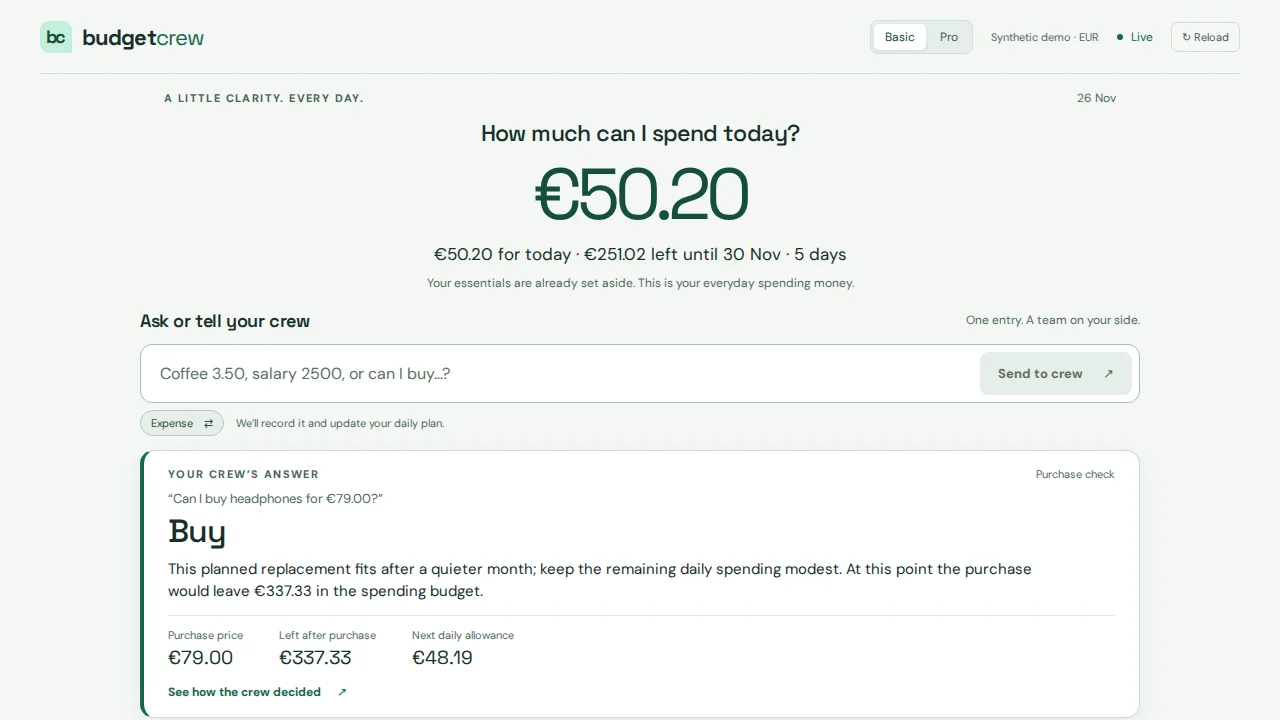 bc budgetcrew
Basic Pro Synthetic demo · EUR Live ↻ Reload
A LITTLE CLARITY. EVERY DAY. 26 Nov
How much can I spend today?
€50.20
€50.20 for today · €251.02 left until 30 Nov · 5 days
Your essentials are already set aside. This is your everyday spending money.
Ask or tell your crew One entry. A team on your side.
Coffee 3.50, salary 2500, or can I buy…? Send to crew ↗
Expense ⇄ We'll record it and update your daily plan.
YOUR CREW'S ANSWER Purchase check
“Can I buy headphones for €79.00?”
Buy
This planned replacement fits after a quieter month; keep the remaining daily spending modest. At this point the purchase
would leave €337.33 in the spending budget.
Purchase price Left after purchase Next daily allowance
€79.00 €337.33 €48.19
See how the crew decided ↗